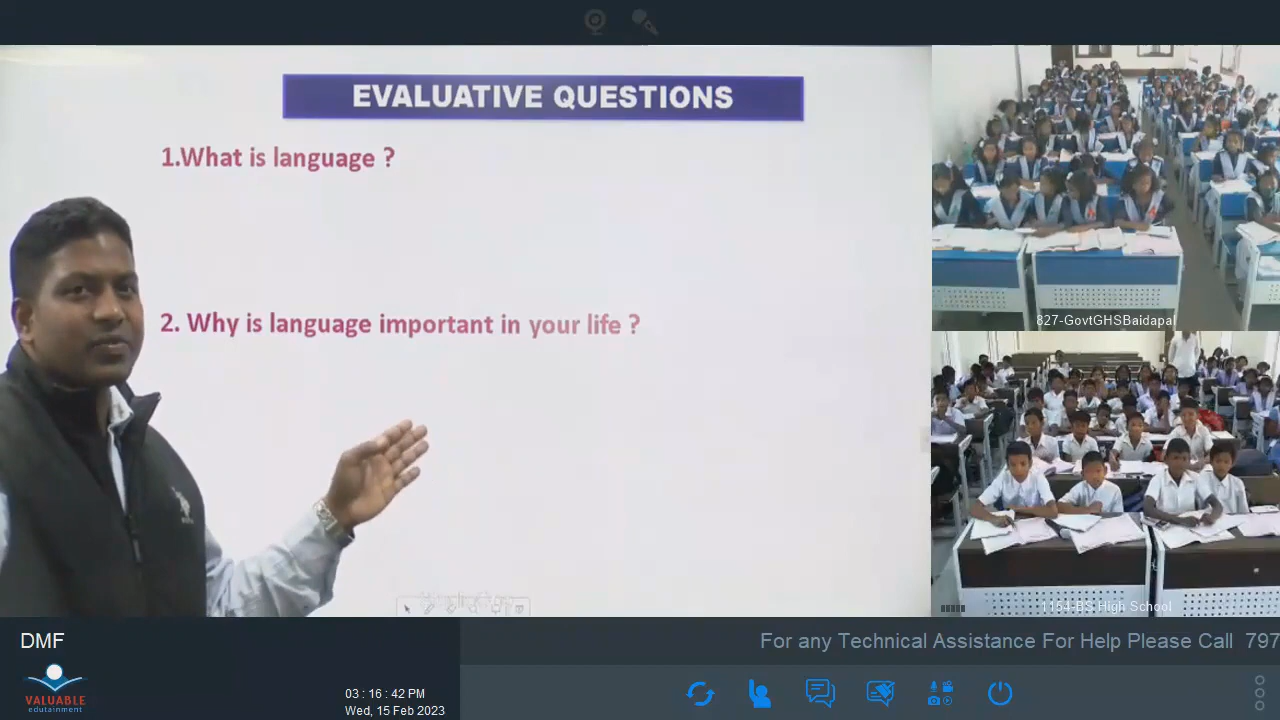 EVALUATIVE QUESTIONS
1.What is language ?
2. Why is language important in your life ?
827-GovtGHSBaidapal
1154-BS High School
DMF
VALUABLE
edutainment
03 : 16 : 42 PM
Wed, 15 Feb 2023
For any Technical Assistance For Help Please Call 797